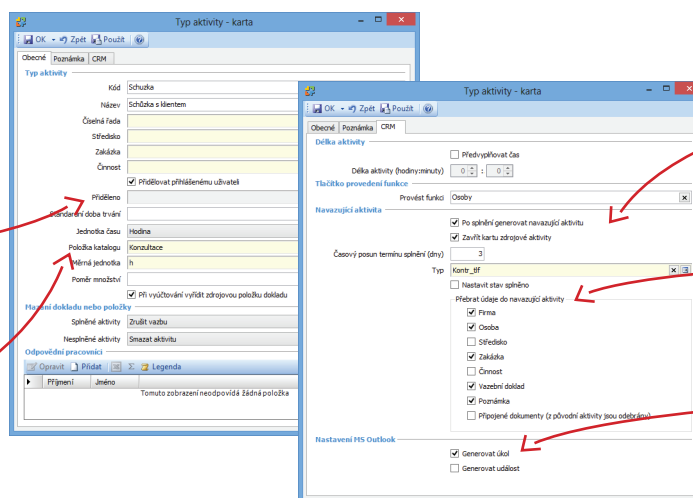 Typ aktivity - karta
OK Zpět Použít
Obecné Poznámka CRM
Typ aktivity
Kód Schuzka
Název Schůzka s klientem
Číselná řada
Středisko
Zakázka
Činnost
Přidělovat přihlášenému uživateli
Přiděleno
Standardní doba trvání
Jednotka času Hodina
Položka katalogu Konzultace
Měrná jednotka h
Poměr množství
Při vyúčtování vyřídit zdrojovou položku dokladu
Mazání dokladu nebo položky
Splněné aktivity Zrušit vazbu
Nesplněné aktivity Smazat aktivitu
Odpovědní pracovníci
Opravit Přidat Σ Legenda
Příjmení Jméno
Tomuto zobrazení neodpovídá žádná položka
Typ aktivity - karta
OK Zpět Použít
Obecné Poznámka CRM
Délka aktivity
Předvyplňovat čas
Délka aktivity (hodiny:minuty) 0 : 0
Tlačítko provedení funkce
Provést funkci Osoby
Navazující aktivita
Po splnění generovat navazující aktivitu
Zavřít kartu zdrojové aktivity
Časový posun termínu splnění (dny) 3
Typ Kontr_tlf
Nastavit stav splněno
Přebrat údaje do navazující aktivity
Firma
Osoba
Středisko
Zakázka
Činnost
Vazební doklad
Poznámka
Připojené dokumenty (z původní aktivity jsou odebrány)
Nastavení MS Outlook
Generovat úkol
Generovat událost